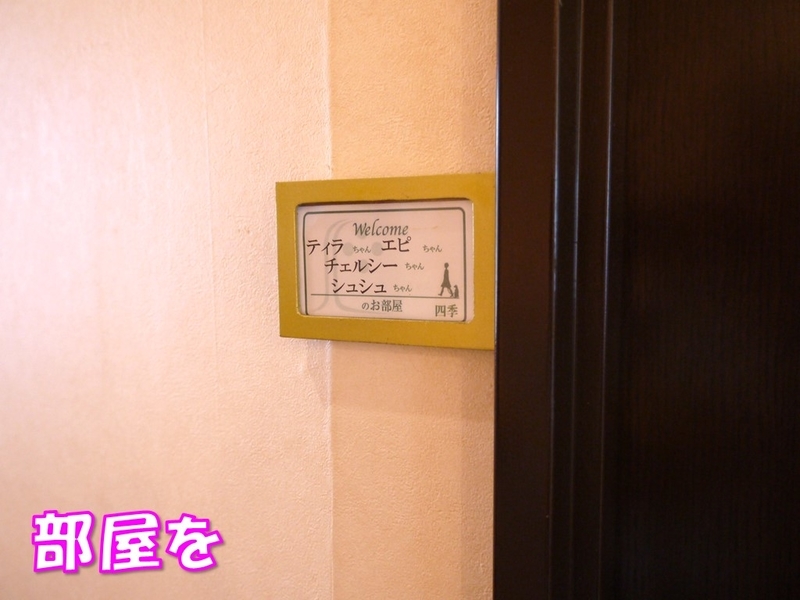 Welcome
ティラ ちゃん エピ ちゃん
チェルシー ちゃん
シュシュ ちゃん
のお部屋
四季
部屋を